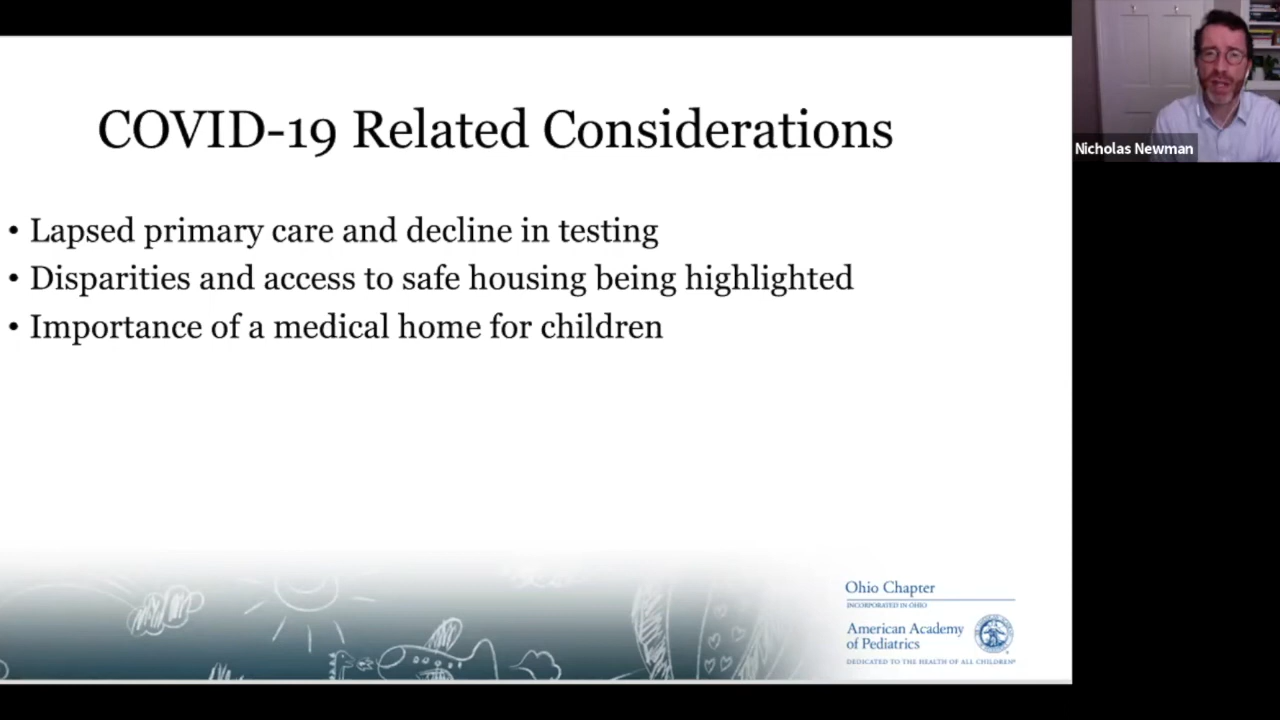 COVID-19 Related Considerations
• Lapsed primary care and decline in testing
• Disparities and access to safe housing being highlighted
• Importance of a medical home for children
Nicholas Newman
Ohio Chapter
INCORPORATED IN OHIO
American Academy
of Pediatrics
DEDICATED TO THE HEALTH OF ALL CHILDREN®